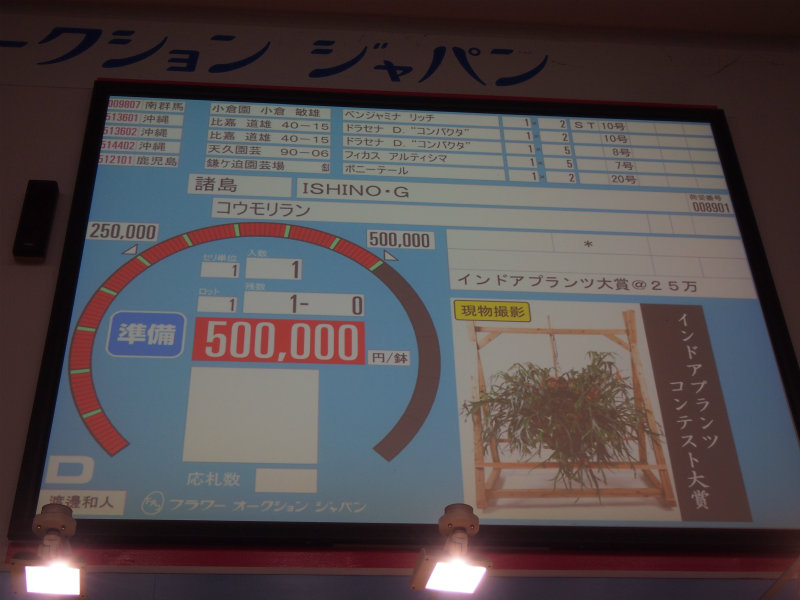 ークション ジャパン
009807 南群馬 小倉園 小倉 敏雄 ベンジャミナ リッチ 1- 2 ST 10号
513601 沖縄 比嘉 道雄 40-15 ドラセナ D."コンパクタ" 1- 2 10号
513602 沖縄 比嘉 道雄 40-15 ドラセナ D."コンパクタ" 1- 5 8号
514402 沖縄 天久園芸 90-06 フィカス アルティシマ 1- 5 7号
512101 鹿児島 鎌ケ迫園芸場 ポニーテール 1- 2 20号
諸島 ISHINO・G
荷受番号
008901
コウモリラン
250,000
500,000
*
セリ単位 人数
1 1
インドアプランツ大賞@25万
ロット 残数
1 1- 0
現物撮影
準備
500,000 円/鉢
インドアプランツ
コンテスト大賞
応札数
D
渡邊和人
フラワー オークション ジャパン